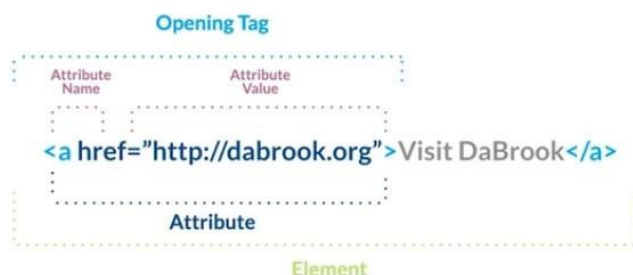 Opening Tag
Attribute Name
Attribute Value
<a href=”http://dabrook.org”>Visit DaBrook</a>
Attribute
Element